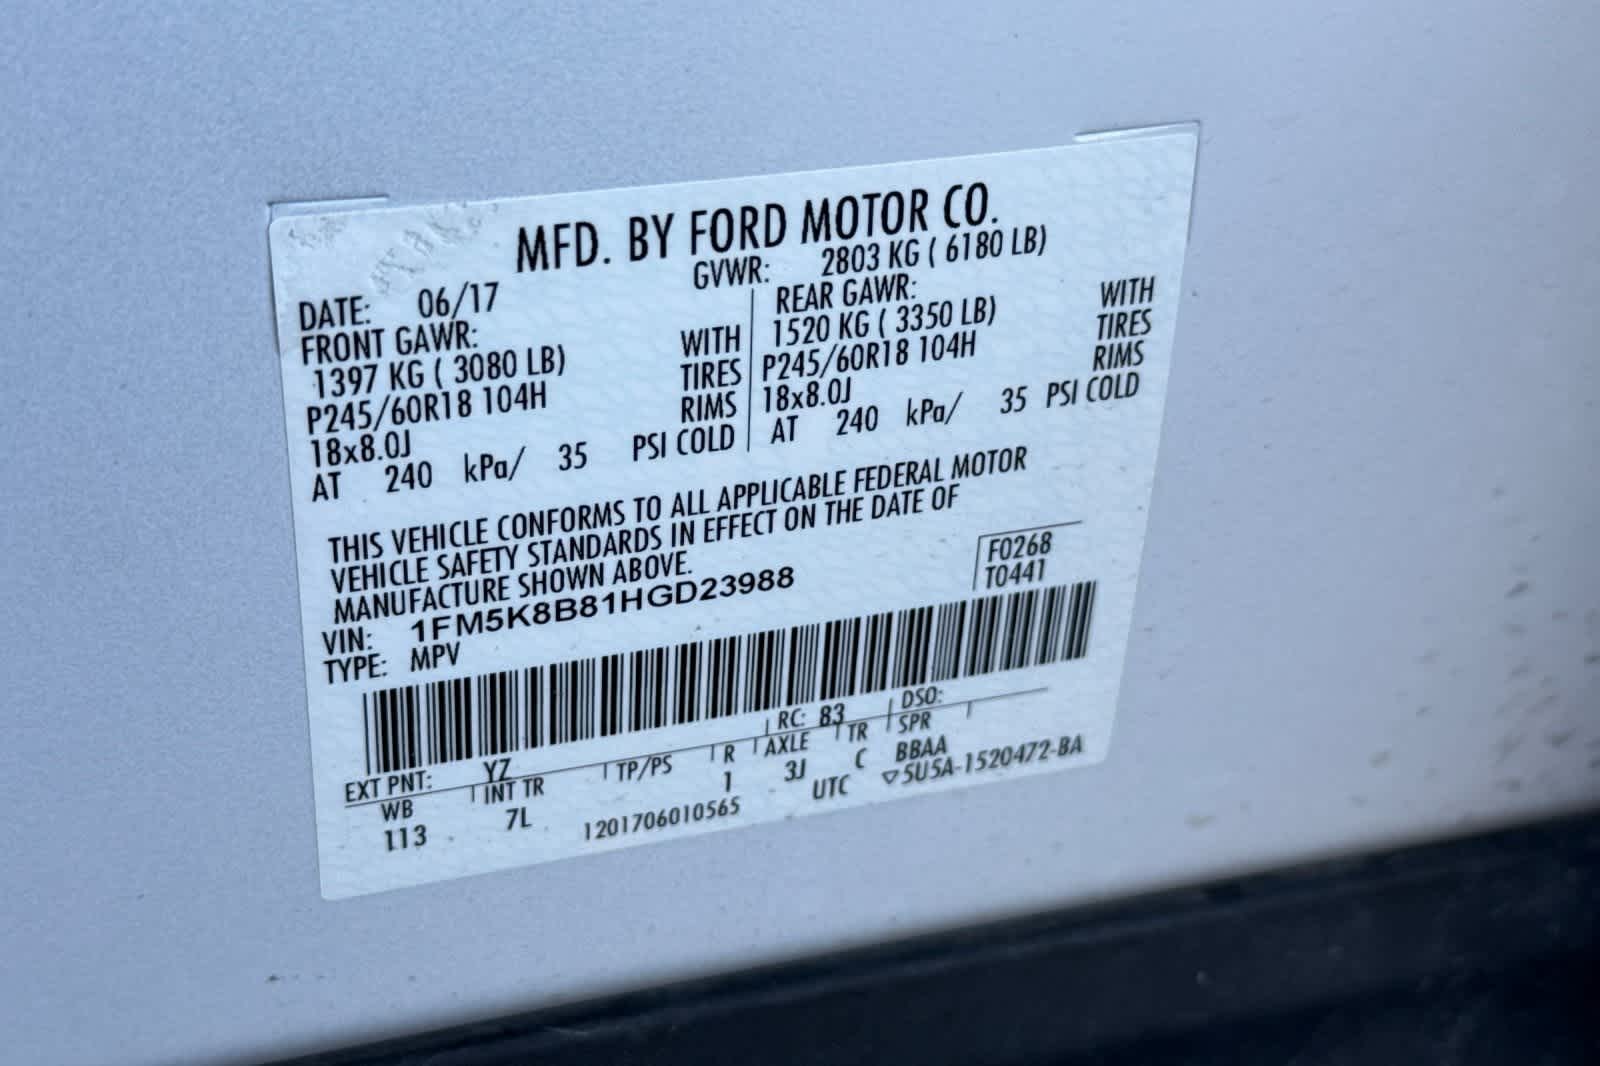 MFD. BY FORD MOTOR CO.
DATE: 06/17 GVWR: 2803 KG ( 6180 LB)
FRONT GAWR: REAR GAWR:
1397 KG ( 3080 LB) WITH 1520 KG ( 3350 LB) WITH
P245/60R18 104H TIRES P245/60R18 104H TIRES
18x8.0J RIMS 18x8.0J RIMS
AT 240 kPa/ 35 PSI COLD AT 240 kPa/ 35 PSI COLD
THIS VEHICLE CONFORMS TO ALL APPLICABLE FEDERAL MOTOR
VEHICLE SAFETY STANDARDS IN EFFECT ON THE DATE OF
MANUFACTURE SHOWN ABOVE.
F0268
T0441
VIN: 1FM5K8B81HGD23988
TYPE: MPV
EXT PNT: YZ RC: 83 DSO:
WB INT TR TP/PS R AXLE TR SPR
113 7L 1 3J C BBAA
1201706010565 UTC ▽5U5A-1520472-BA